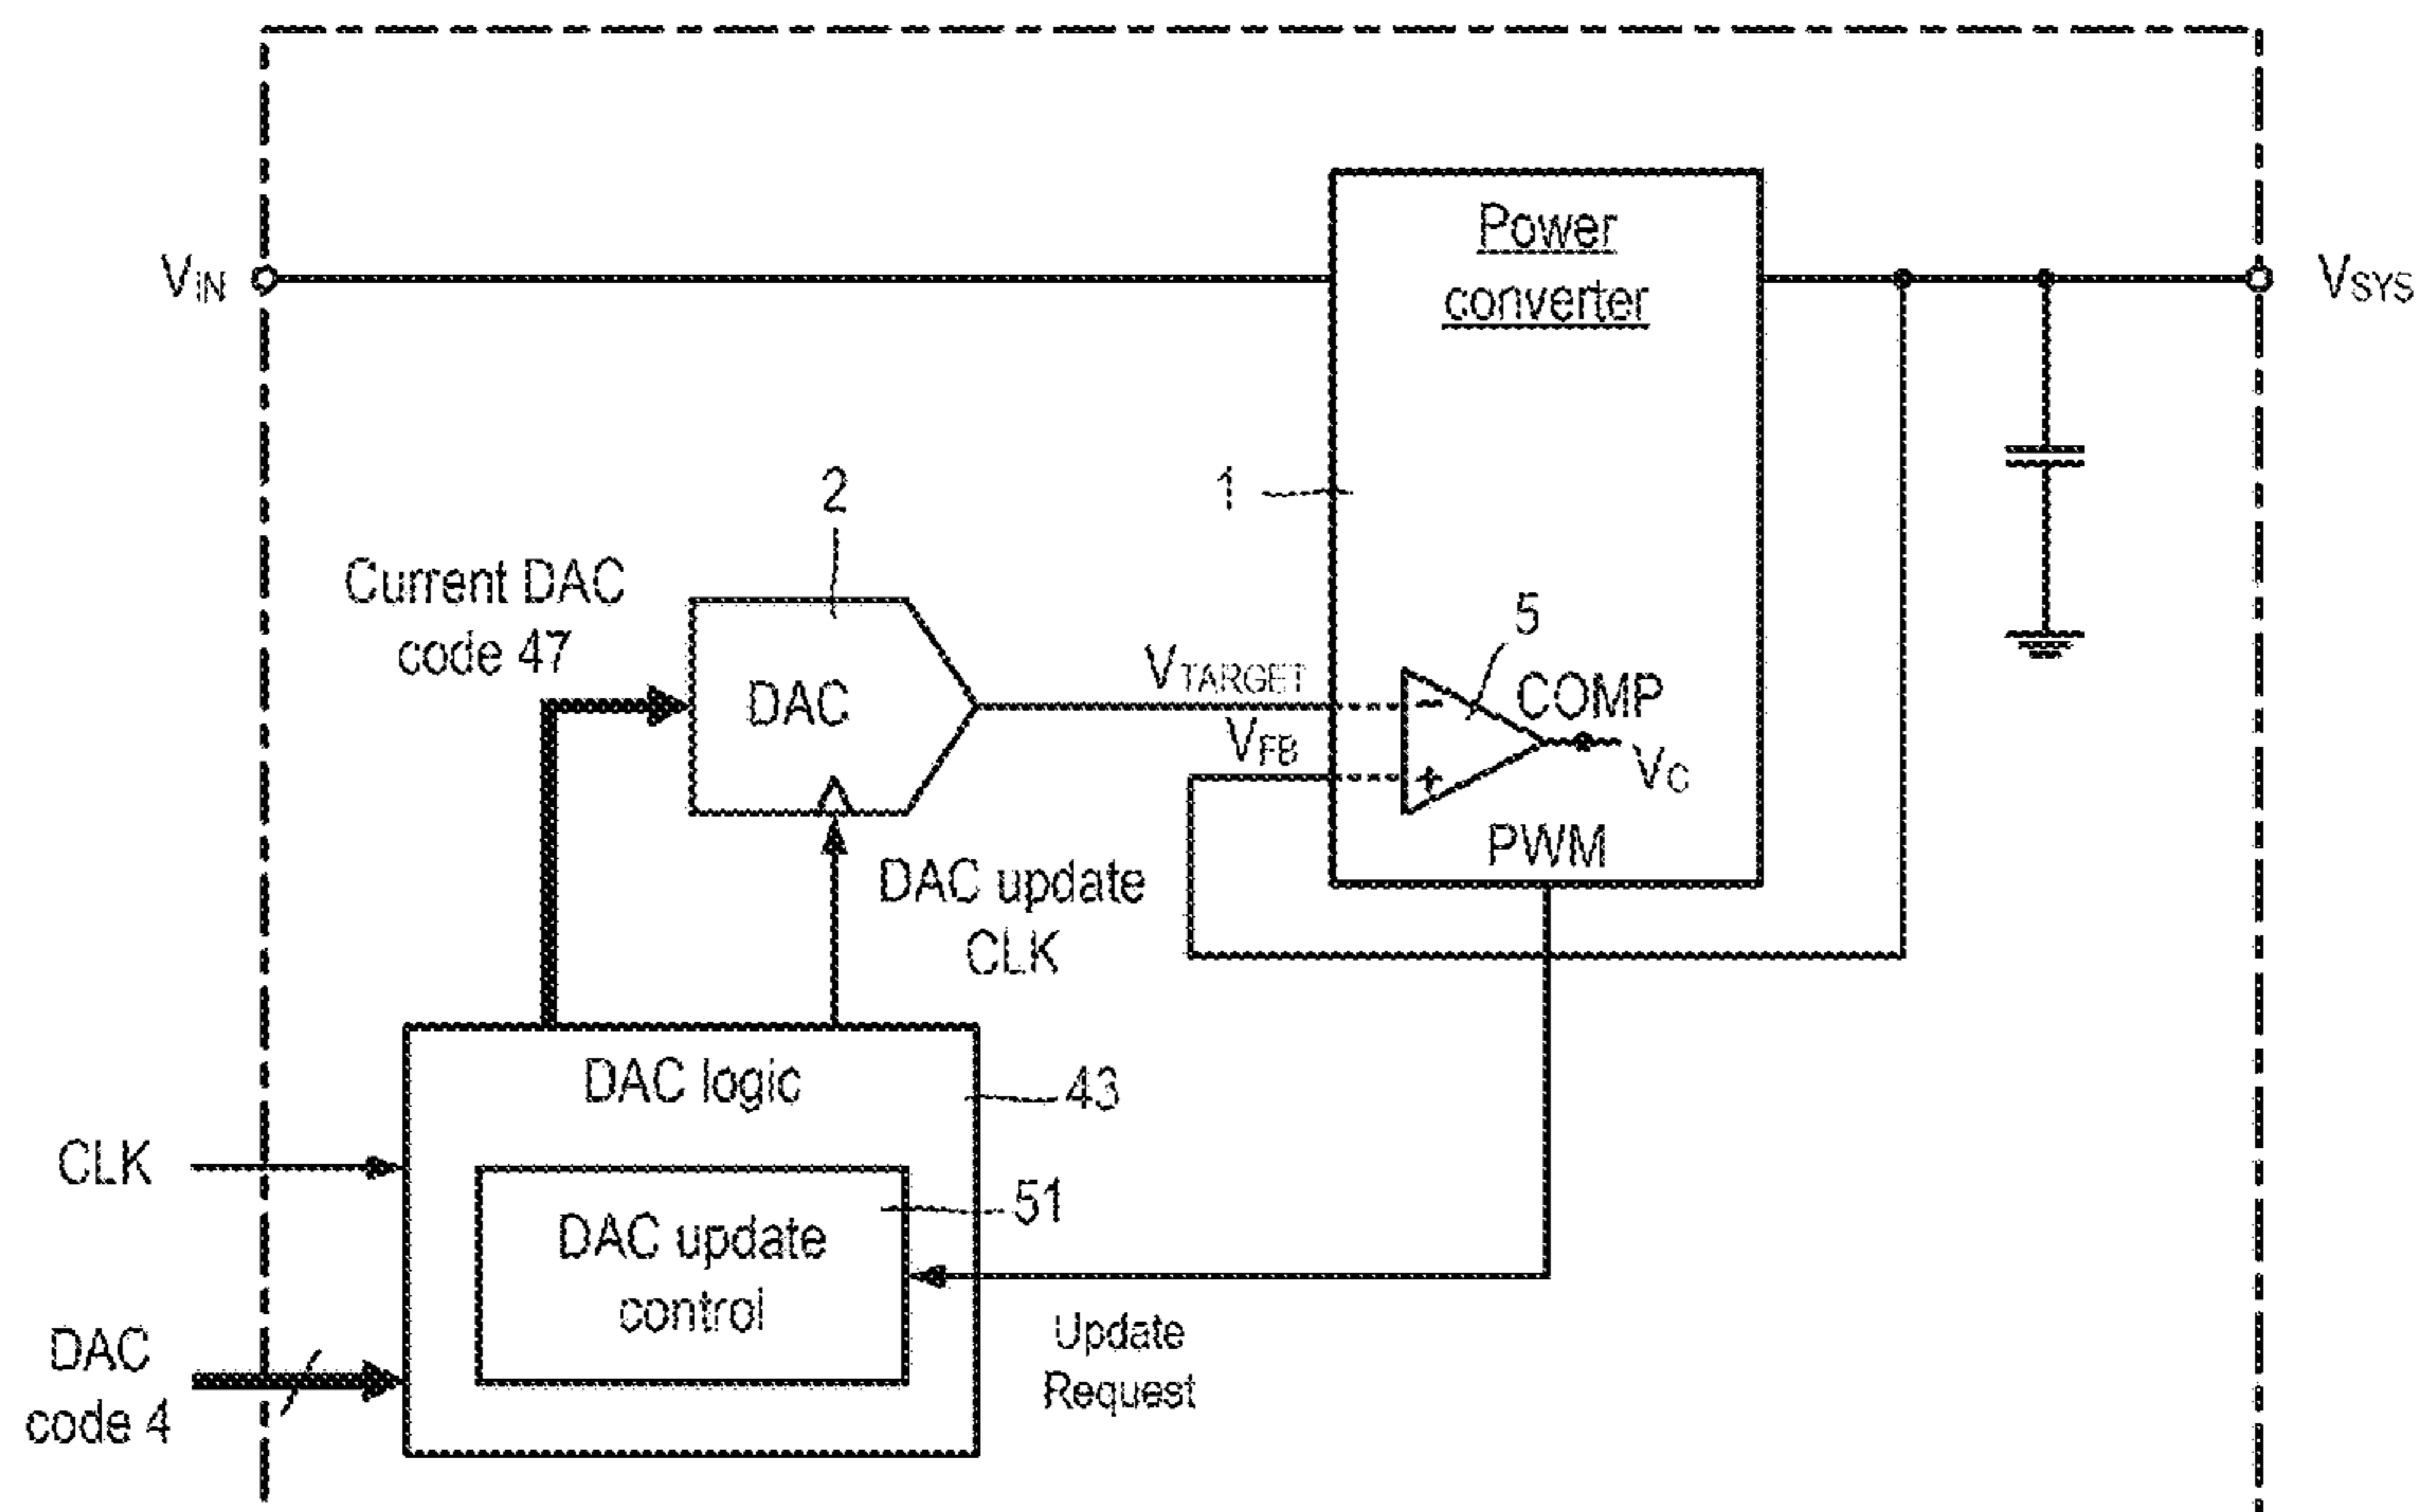 Power
converter
VIN
VSYS
2
1
Current DAC
code 47
5
DAC
VTARGET
COMP
-
VFB
VC
+
PWM
DAC update
CLK
DAC logic
43
CLK
51
DAC update
control
DAC
code 4
Update
Request